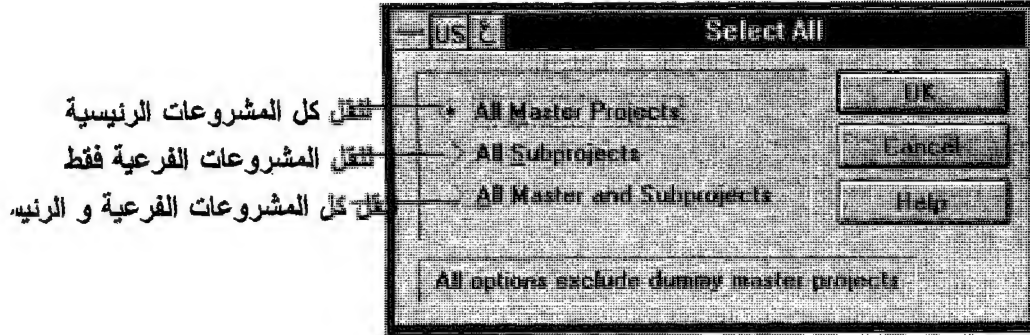 US ع Select All
لنقل كل المشروعات الرئيسية
All Master Projects
OK
لنقل المشروعات الفرعية فقط
All Subprojects
Cancel
نقل كل المشروعات الفرعية و الرئيس
All Master and Subprojects
Help
All options exclude dummy master projects